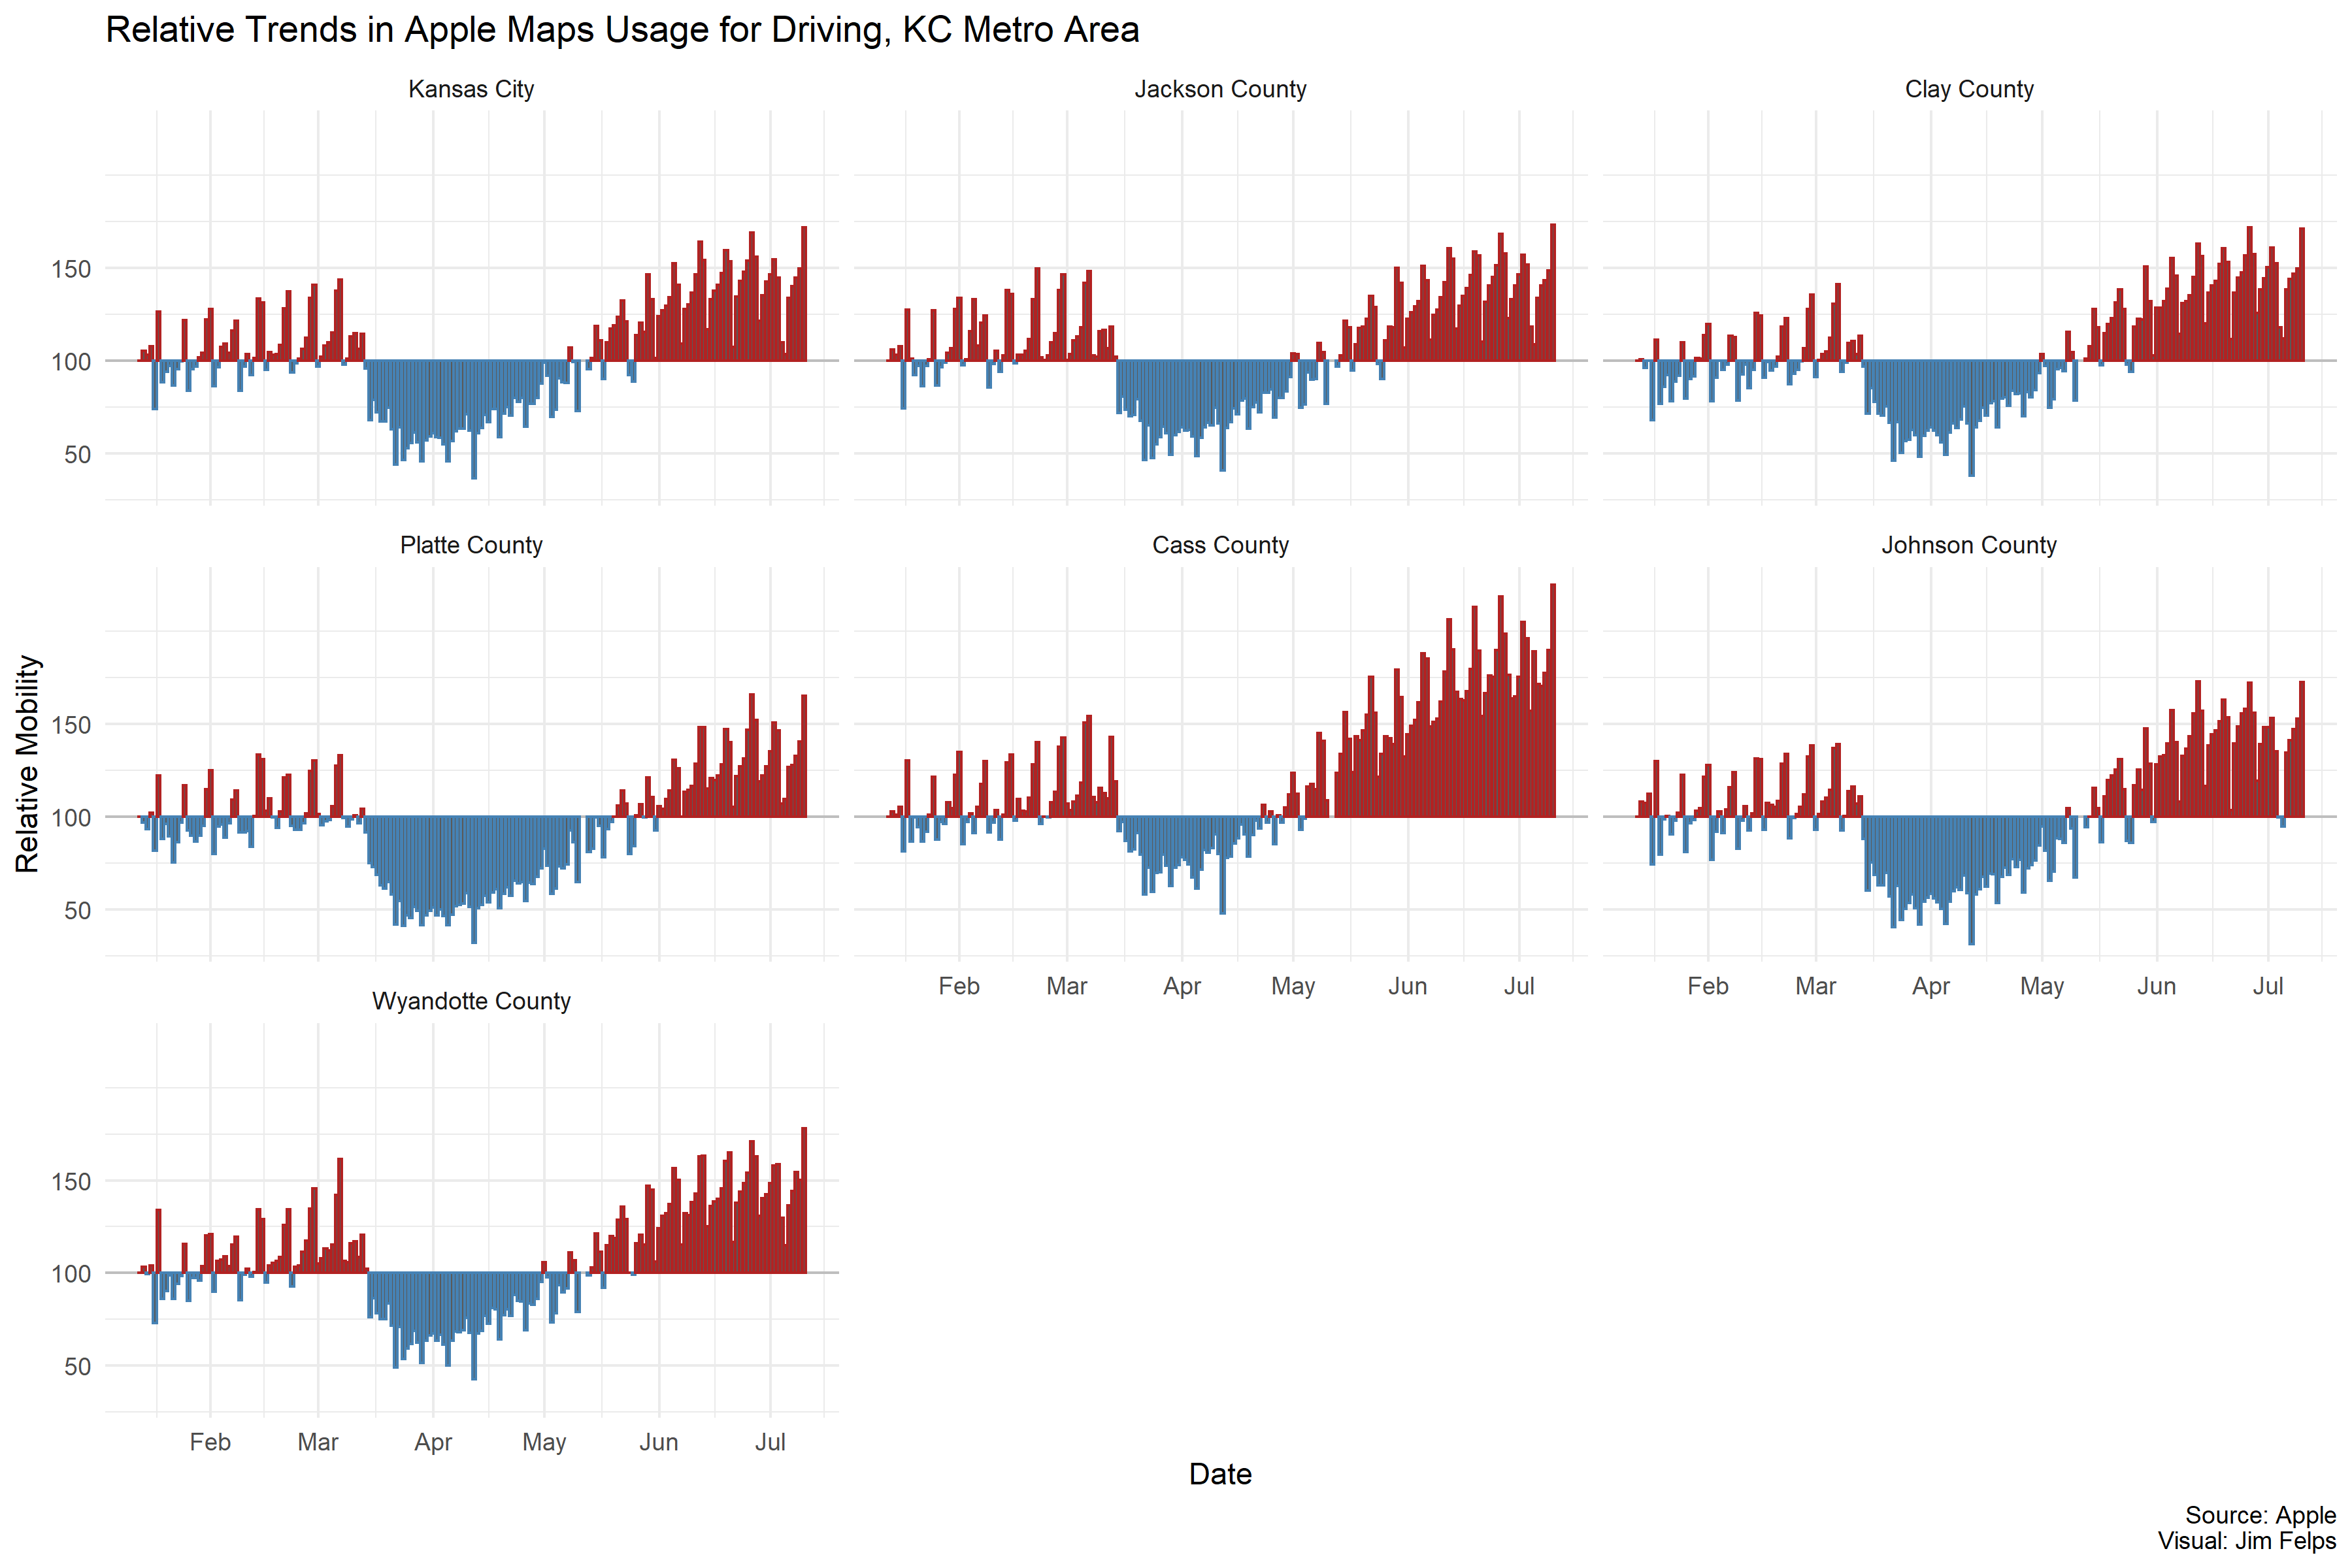 Relative Trends in Apple Maps Usage for Driving, KC Metro Area
Kansas City
Jackson County
Clay County
150
100
50
Platte County
Cass County
Johnson County
Relative Mobility
150
100
50
Feb Mar Apr May Jun Jul
Feb Mar Apr May Jun Jul
Wyandotte County
150
100
50
Feb Mar Apr May Jun Jul
Date
Source: Apple
Visual: Jim Felps